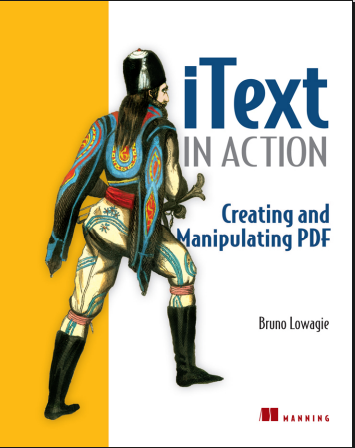 iText
IN ACTION
Creating and
Manipulating PDF
Bruno Lowagie
MANNING